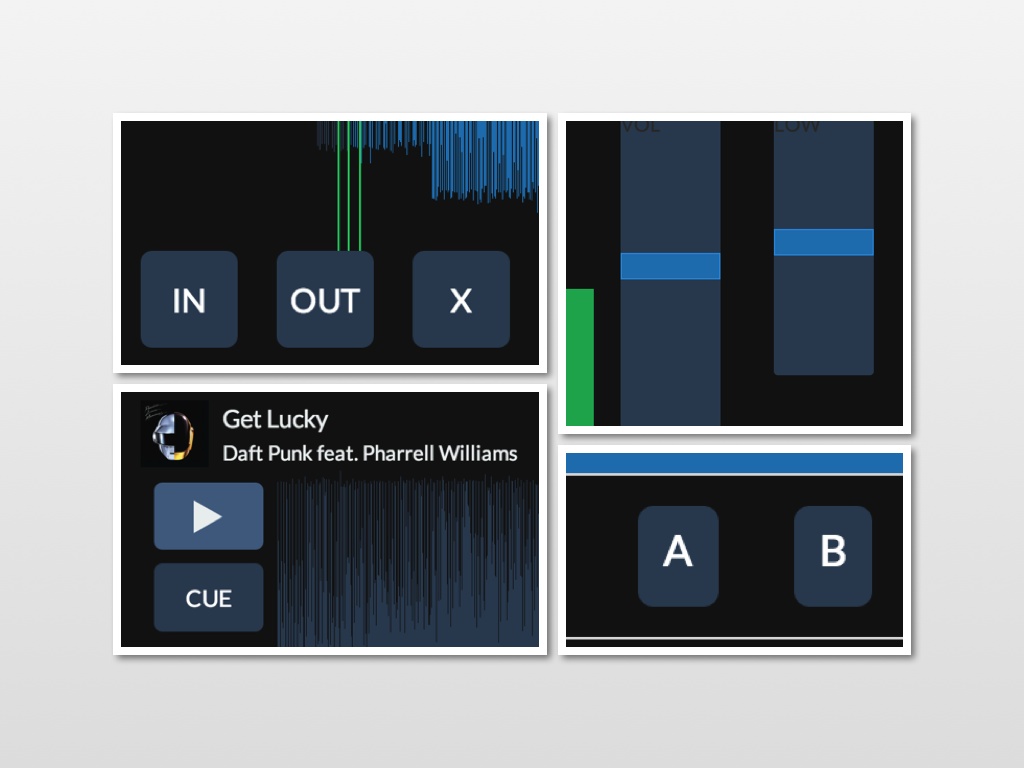 IN
OUT
X
VOL
LOW
Get Lucky
Daft Punk feat. Pharrell Williams
CUE
A
B